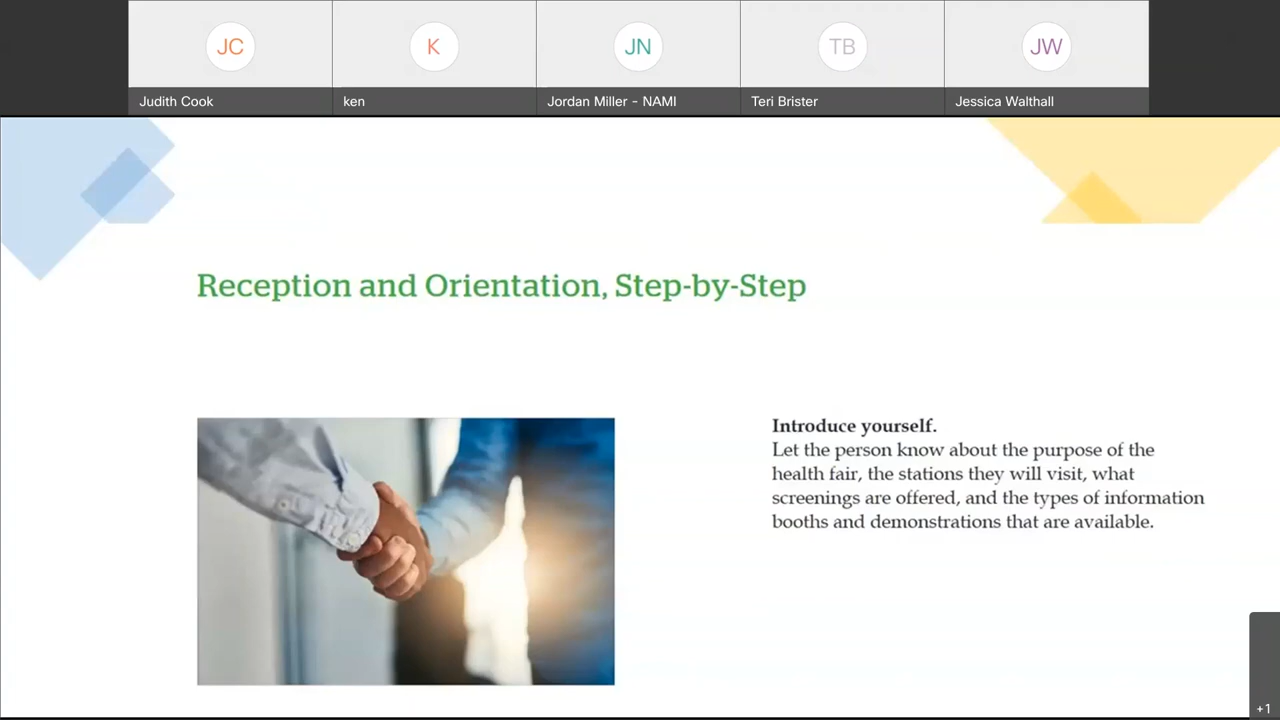 JC
K
JN
TB
JW
Judith Cook
ken
Jordan Miller - NAMI
Teri Brister
Jessica Walthall
Reception and Orientation, Step-by-Step
Introduce yourself.
Let the person know about the purpose of the
health fair, the stations they will visit, what
screenings are offered, and the types of information
booths and demonstrations that are available.
+1